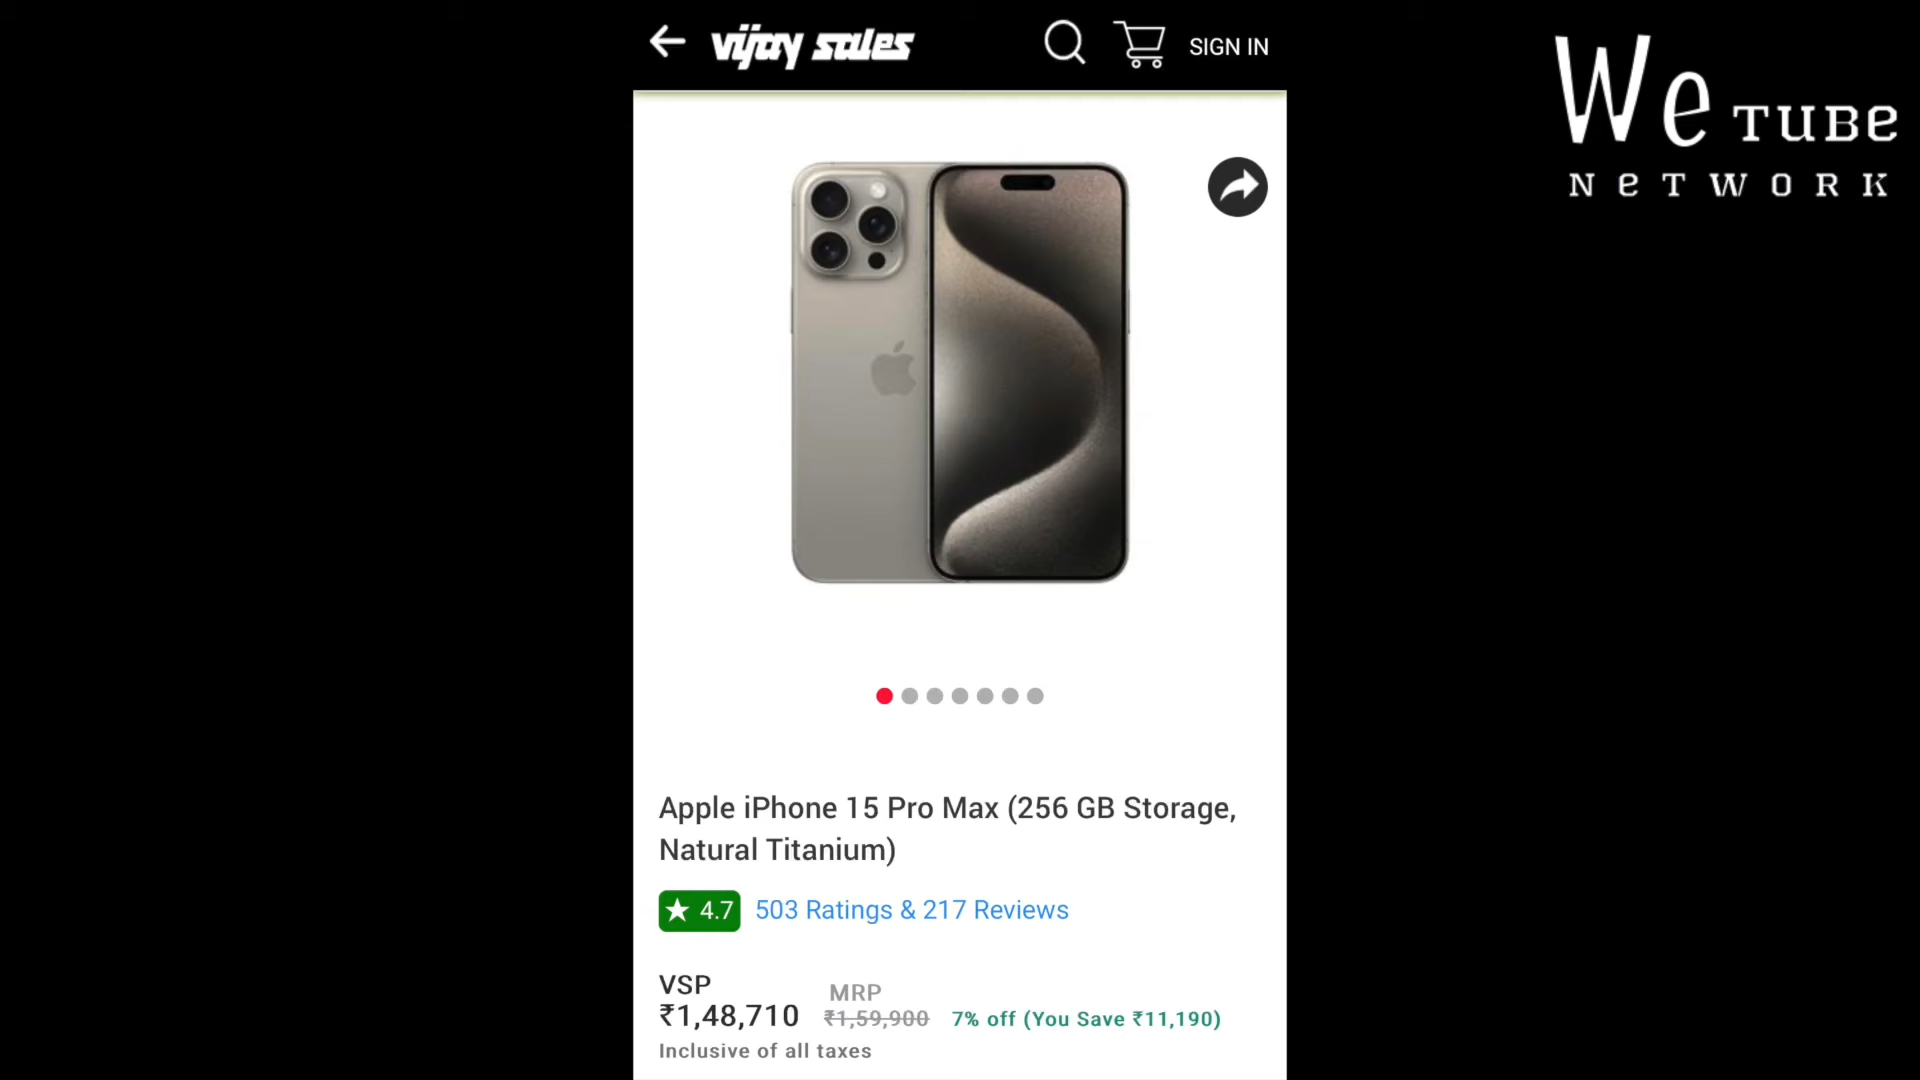 vijay sales
SIGN IN
We TUBe
NeTWORK
Apple iPhone 15 Pro Max (256 GB Storage,
Natural Titanium)
★ 4.7 503 Ratings & 217 Reviews
VSP MRP
₹1,48,710 ₹1,59,900 7% off (You Save ₹11,190)
Inclusive of all taxes